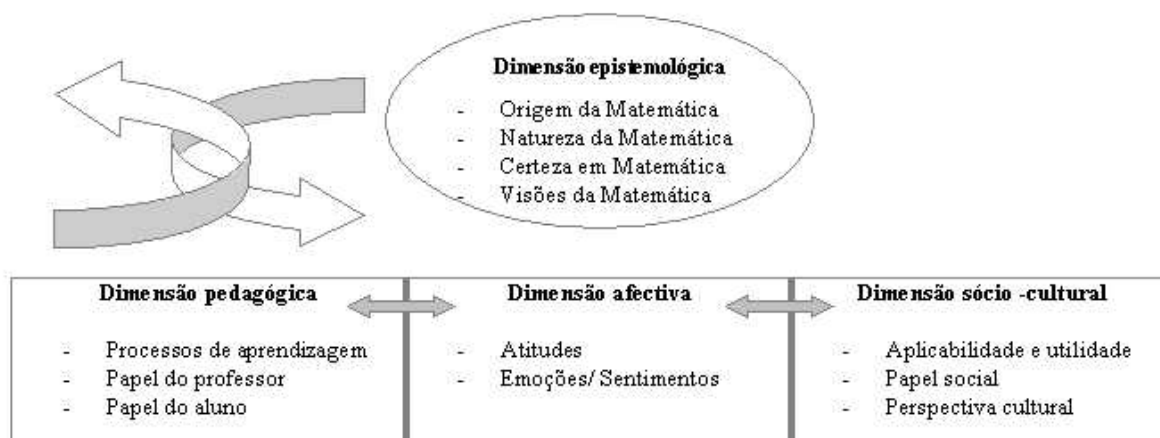 Dimensão epistemológica
- Origem da Matemática
- Natureza da Matemática
- Certeza em Matemática
- Visões da Matemática
Dimensão pedagógica
- Processos de aprendizagem
- Papel do professor
- Papel do aluno
Dimensão afectiva
- Atitudes
- Emoções/ Sentimentos
Dimensão sócio -cultural
- Aplicabilidade e utilidade
- Papel social
- Perspectiva cultural